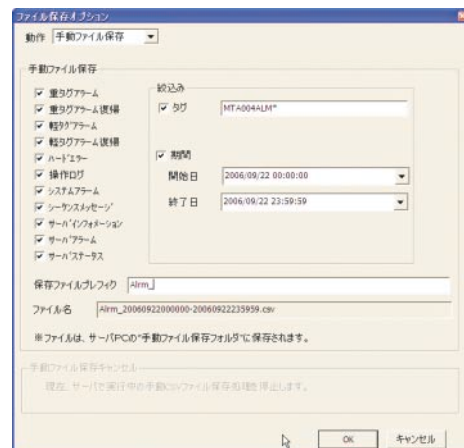 ファイル保存オプション
動作 手動ファイル保存
手動ファイル保存
重タグアラーム
重タグアラーム復帰
軽タグアラーム
軽タグアラーム復帰
ハードエラー
操作ログ
システムアラーム
シーケンスメッセージ
サーバインフォメーション
サーバアラーム
サーバステータス
絞込み
タグ MTA004ALM*
期間
開始日 2006/09/22 00:00:00
終了日 2006/09/22 23:59:59
保存ファイルプレフィク Alrm_
ファイル名 Alrm_20060922000000-20060922235959.csv
※ファイルは、サーバPCの"手動ファイル保存フォルダ"に保存されます。
手動ファイル保存キャンセル
現在、サーバで実行中の手動CSVファイル保存処理を停止します。
OK キャンセル